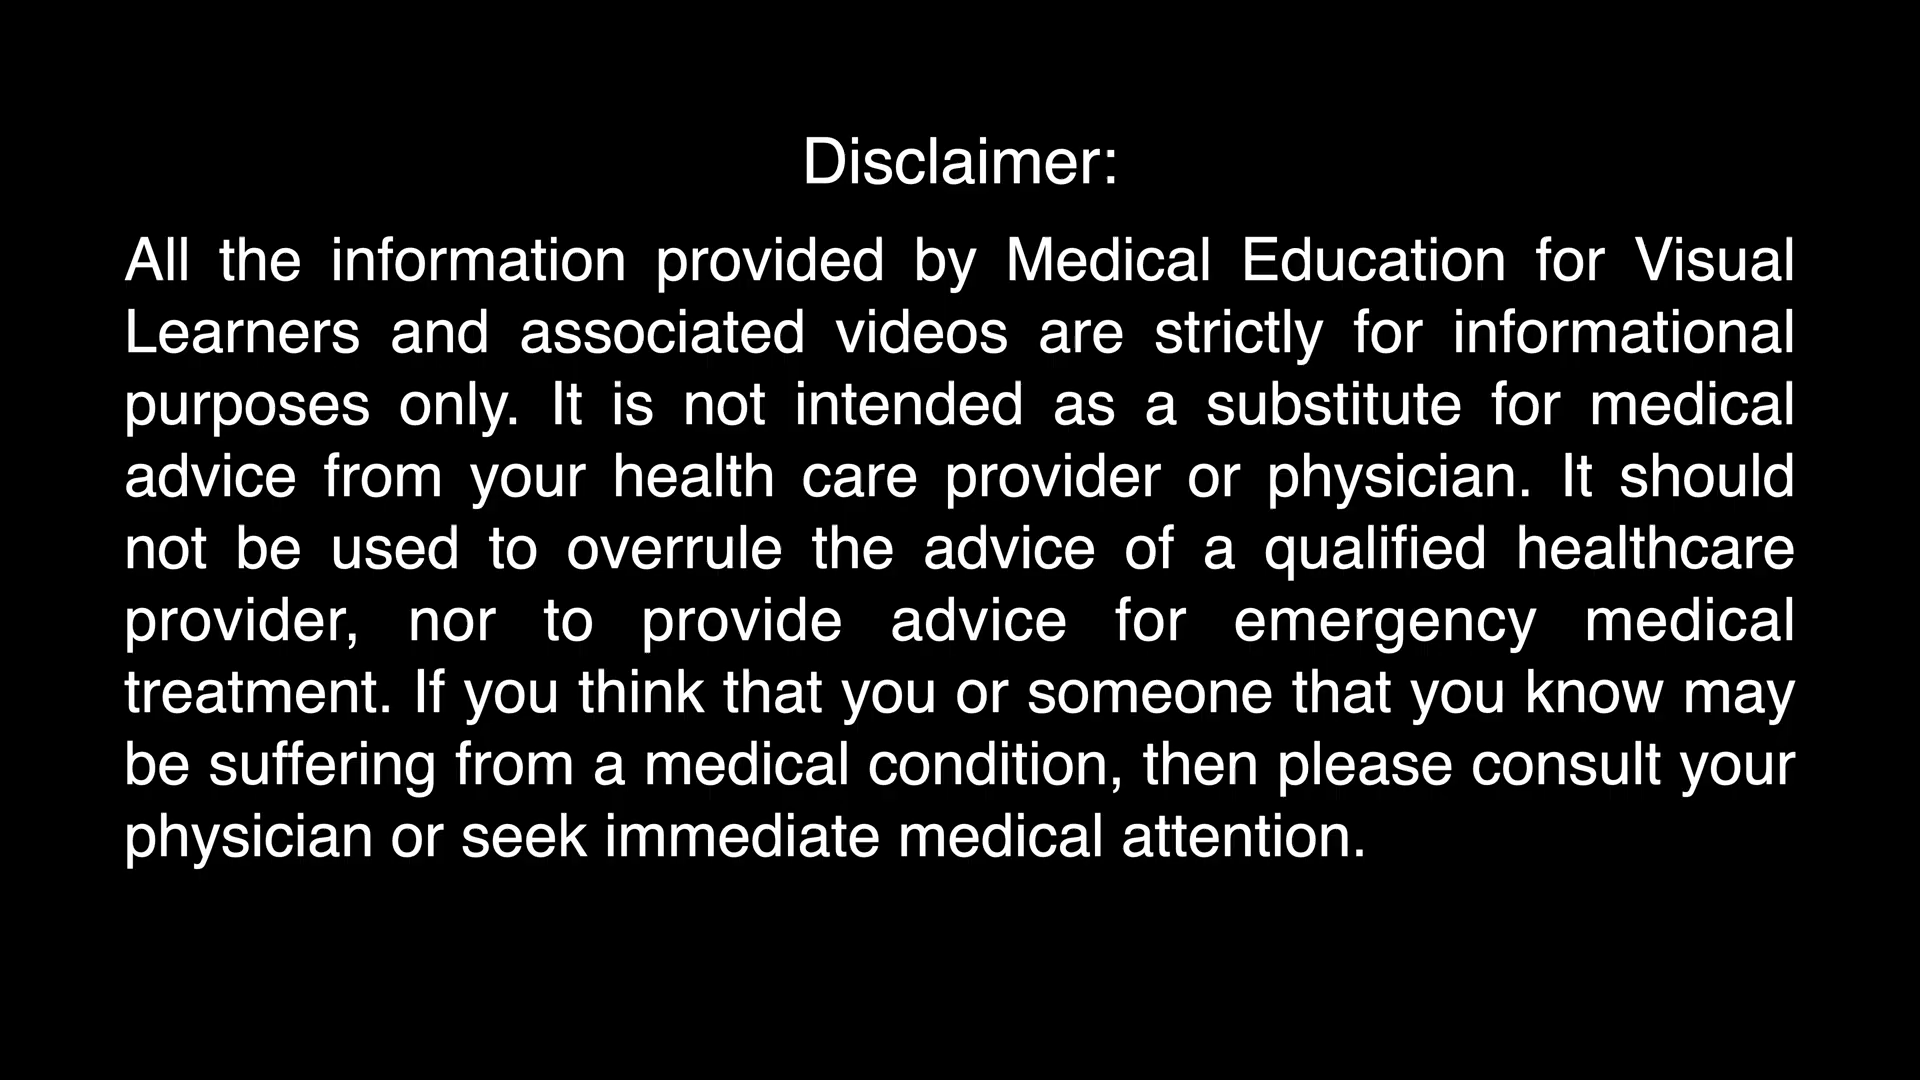 Disclaimer:
All the information provided by Medical Education for Visual
Learners and associated videos are strictly for informational
purposes only. It is not intended as a substitute for medical
advice from your health care provider or physician. It should
not be used to overrule the advice of a qualified healthcare
provider, nor to provide advice for emergency medical
treatment. If you think that you or someone that you know may
be suffering from a medical condition, then please consult your
physician or seek immediate medical attention.